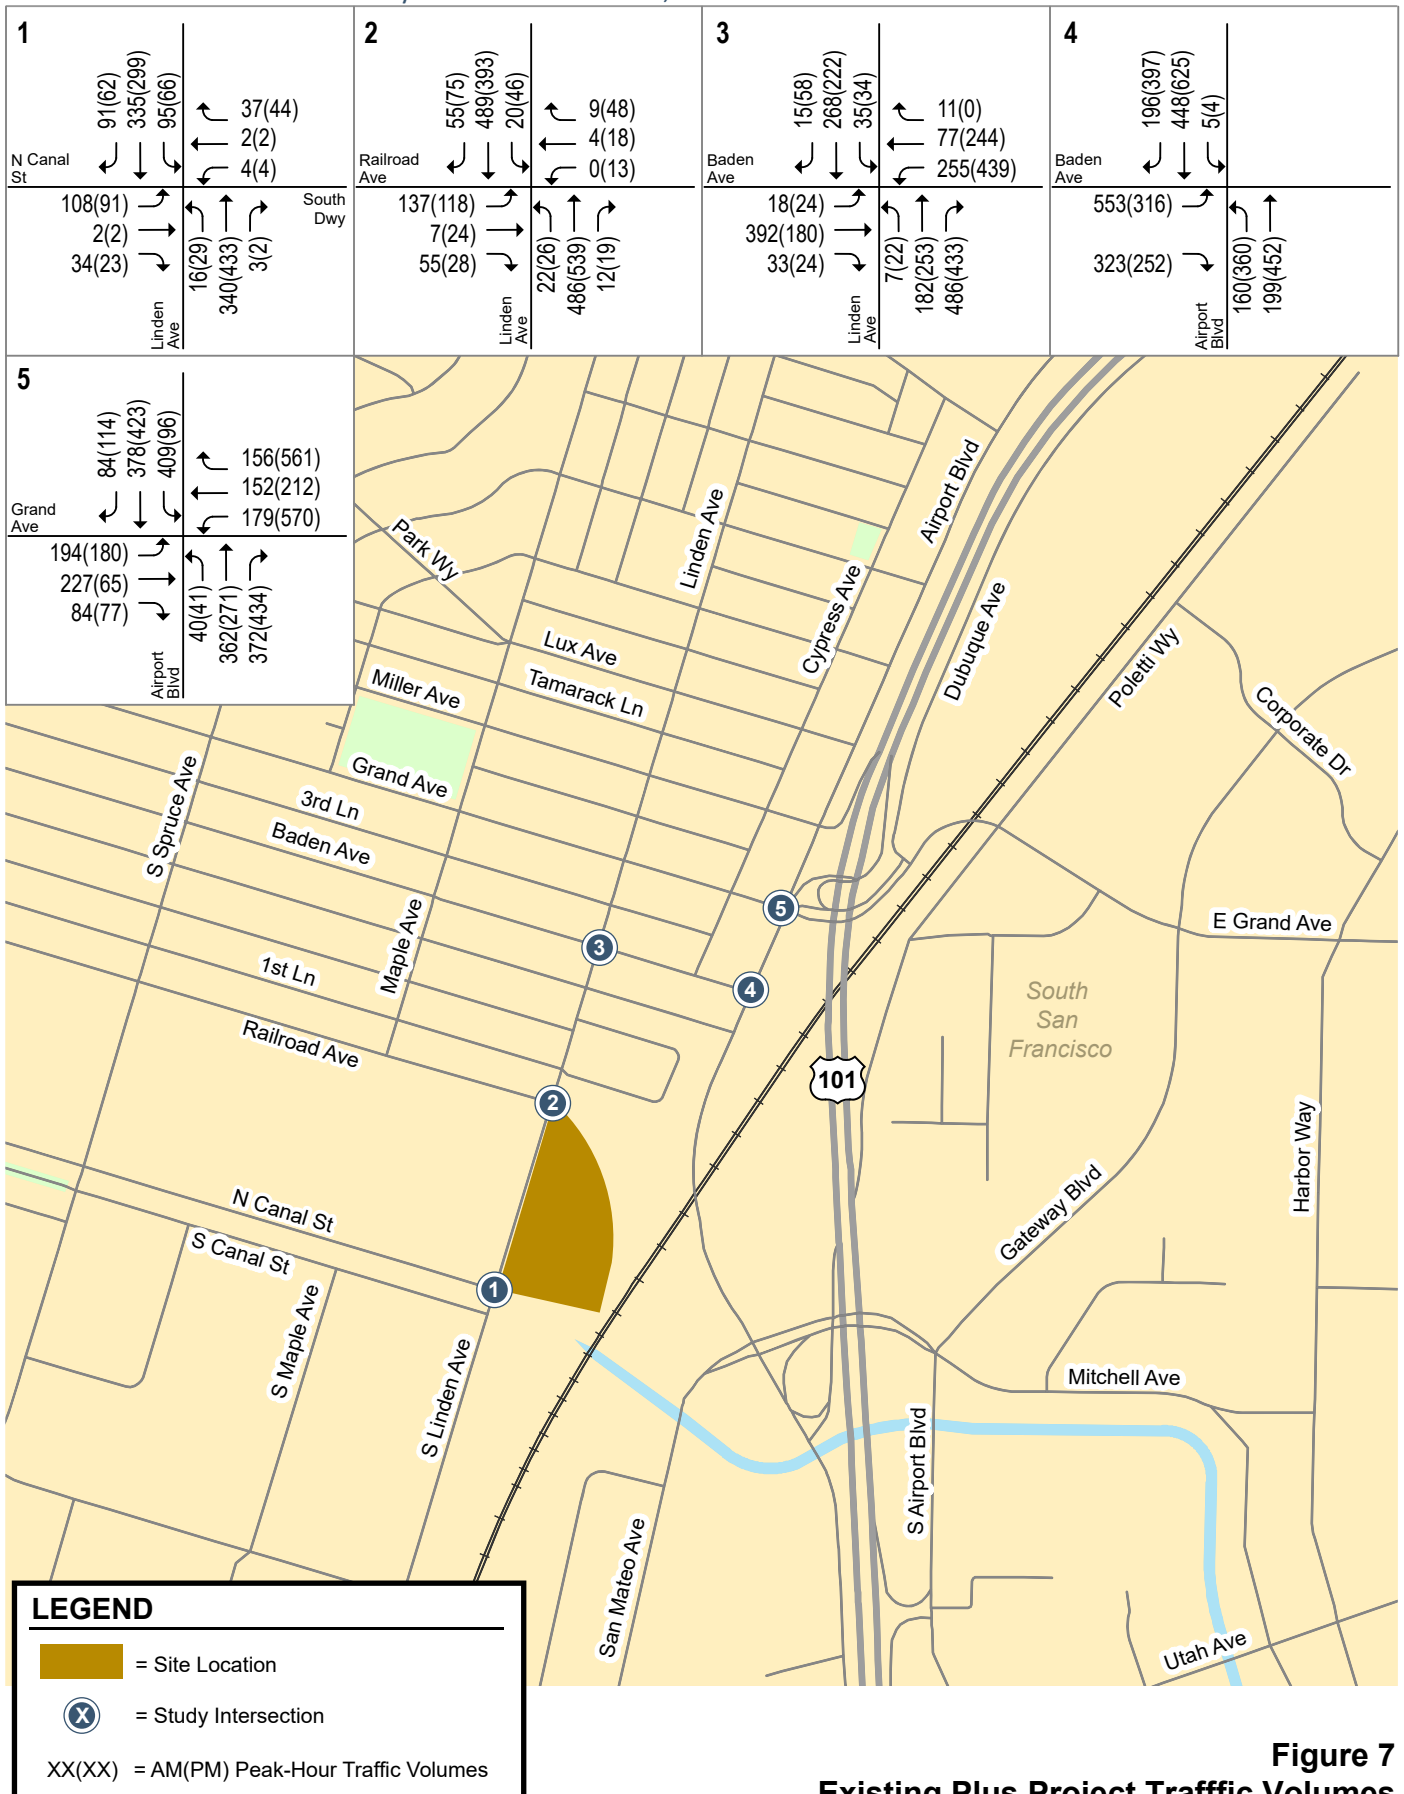 1
91(62)
335(299)
95(66)
37(44)
2(2)
4(4)
N Canal
St
108(91)
2(2)
34(23)
South
Dwy
16(29)
340(433)
3(2)
Linden
Ave
2
55(75)
489(393)
20(46)
9(48)
4(18)
0(13)
Railroad
Ave
137(118)
7(24)
55(28)
22(26)
486(539)
12(19)
Linden
Ave
3
15(58)
268(222)
35(34)
11(0)
77(244)
255(439)
Baden
Ave
18(24)
392(180)
33(24)
7(22)
182(253)
486(433)
Linden
Ave
4
196(397)
448(625)
5(4)
Baden
Ave
553(316)
323(252)
160(360)
199(452)
Airport
Blvd
5
84(114)
378(423)
409(96)
156(561)
152(212)
179(570)
Grand
Ave
194(180)
227(65)
84(77)
40(41)
362(271)
372(434)
Airport
Blvd
Park Wy
Linden Ave
Airport Blvd
Cypress Ave
Dubuque Ave
Poletti Wy
Corporate Dr
Lux Ave
Tamarack Ln
Miller Ave
Grand Ave
3rd Ln
Baden Ave
S Spruce Ave
Maple Ave
1st Ln
Railroad Ave
5
3
4
2
1
E Grand Ave
South
San
Francisco
101
Harbor Way
Gateway Blvd
N Canal St
S Canal St
S Maple Ave
S Linden Ave
Mitchell Ave
S Airport Blvd
San Mateo Ave
Utah Ave
LEGEND
= Site Location
X = Study Intersection
XX(XX) = AM(PM) Peak-Hour Traffic Volumes
Figure 7
Existing Plus Project Trafffic Volumes